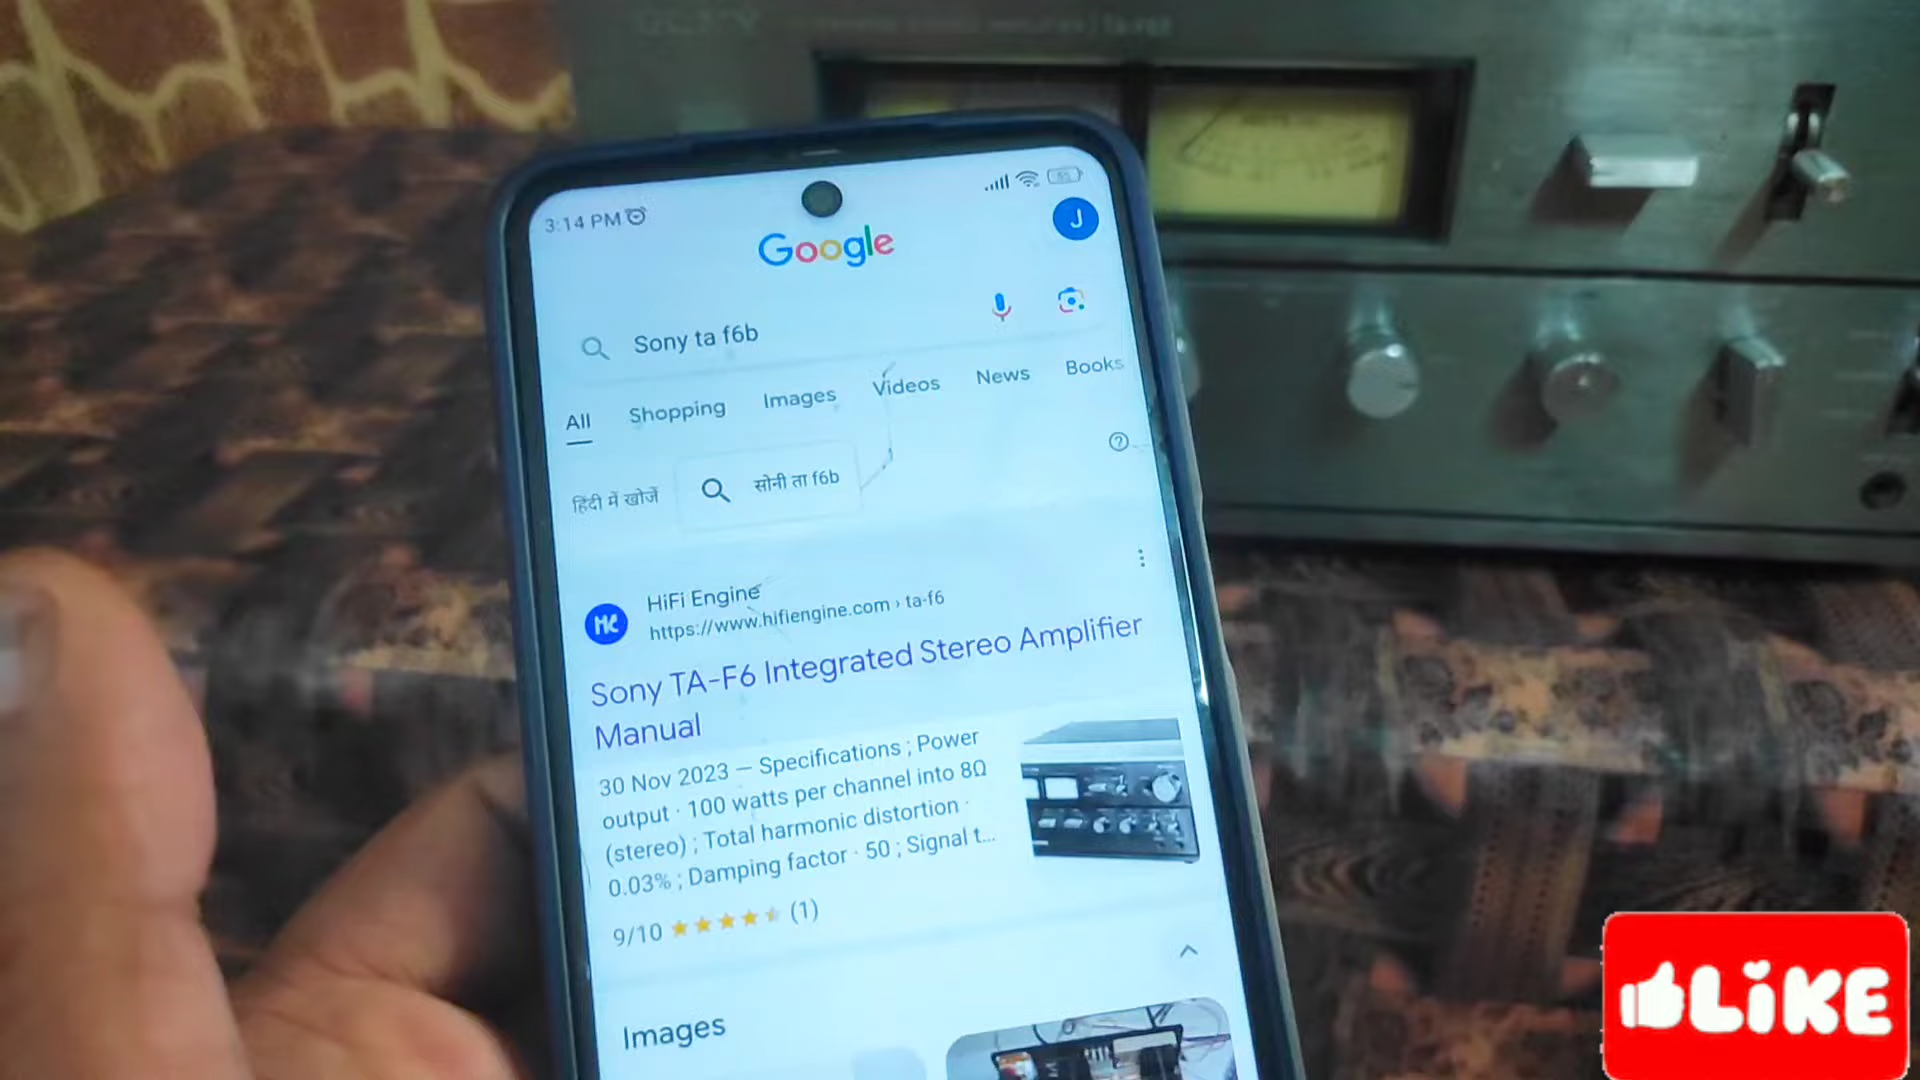 SONY
3:14 PM
55
Google
J
Sony ta f6b
All Shopping Images Videos News Books
हिंदी में खोजें सोनी ता f6b
HiFi Engine
https://www.hifiengine.com › ta-f6
Sony TA-F6 Integrated Stereo Amplifier
Manual
30 Nov 2023 — Specifications ; Power
output · 100 watts per channel into 8Ω
(stereo) ; Total harmonic distortion ·
0.03% ; Damping factor · 50 ; Signal t...
9/10 (1)
Images
LiKE